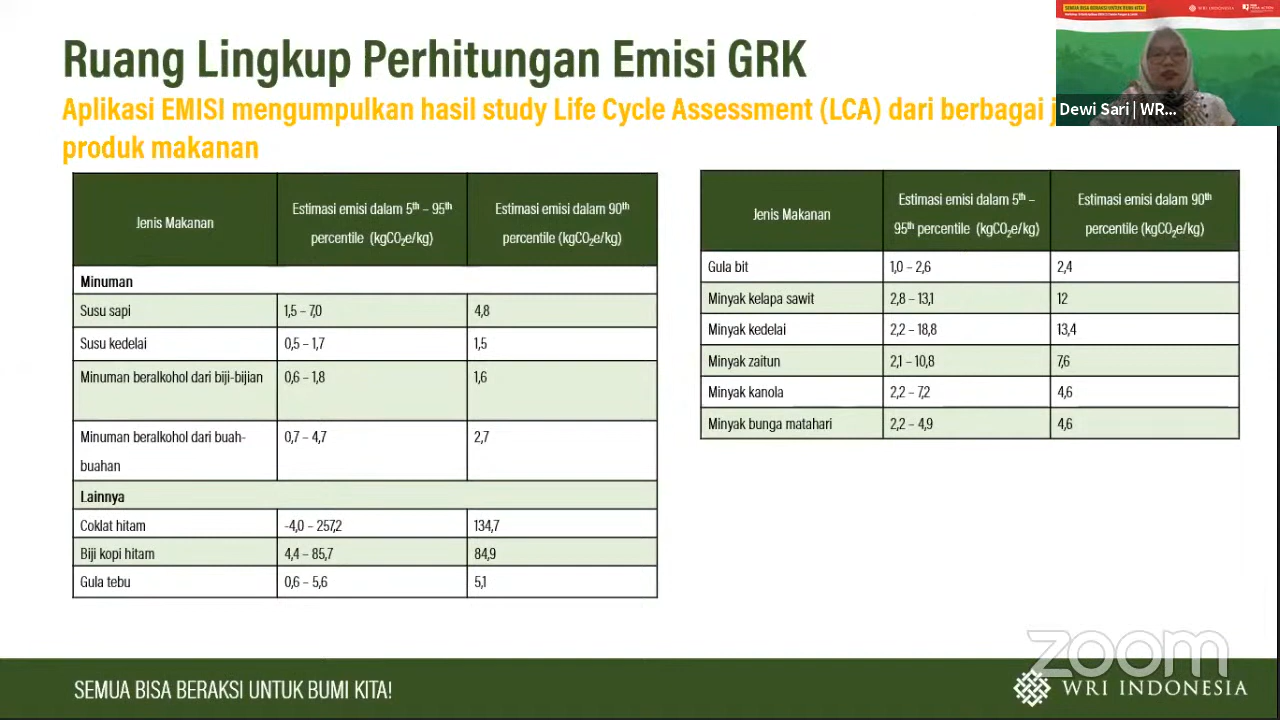 Ruang Lingkup Perhitungan Emisi GRK
Aplikasi EMISI mengumpulkan hasil study Life Cycle Assessment (LCA) dari berbagai
produk makanan
SEMUA BISA BERAKSI UNTUK BUMI KITA!
WRI INDONESIA
Dewi Sari | WR...
Jenis Makanan
Estimasi emisi dalam 5th – 95th
percentile (kgCO₂e/kg)
Estimasi emisi dalam 90th
percentile (kgCO₂e/kg)
Minuman
Susu sapi 1,5 – 7,0 4,8
Susu kedelai 0,5 – 1,7 1,5
Minuman beralkohol dari biji-bijian 0,6 – 1,8 1,6
Minuman beralkohol dari buah- 0,7 – 4,7 2,7
buahan
Lainnya
Coklat hitam -4,0 – 257,2 134,7
Biji kopi hitam 4,4 – 85,7 84,9
Gula tebu 0,6 – 5,6 5,1
Jenis Makanan
Estimasi emisi dalam 5th –
95th percentile (kgCO₂e/kg)
Estimasi emisi dalam 90th
percentile (kgCO₂e/kg)
Gula bit 1,0 – 2,6 2,4
Minyak kelapa sawit 2,8 – 13,1 12
Minyak kedelai 2,2 – 18,8 13,4
Minyak zaitun 2,1 – 10,8 7,6
Minyak kanola 2,2 – 7,2 4,6
Minyak bunga matahari 2,2 – 4,9 4,6
zoom
SEMUA BISA BERAKSI UNTUK BUMI KITA!
WRI INDONESIA